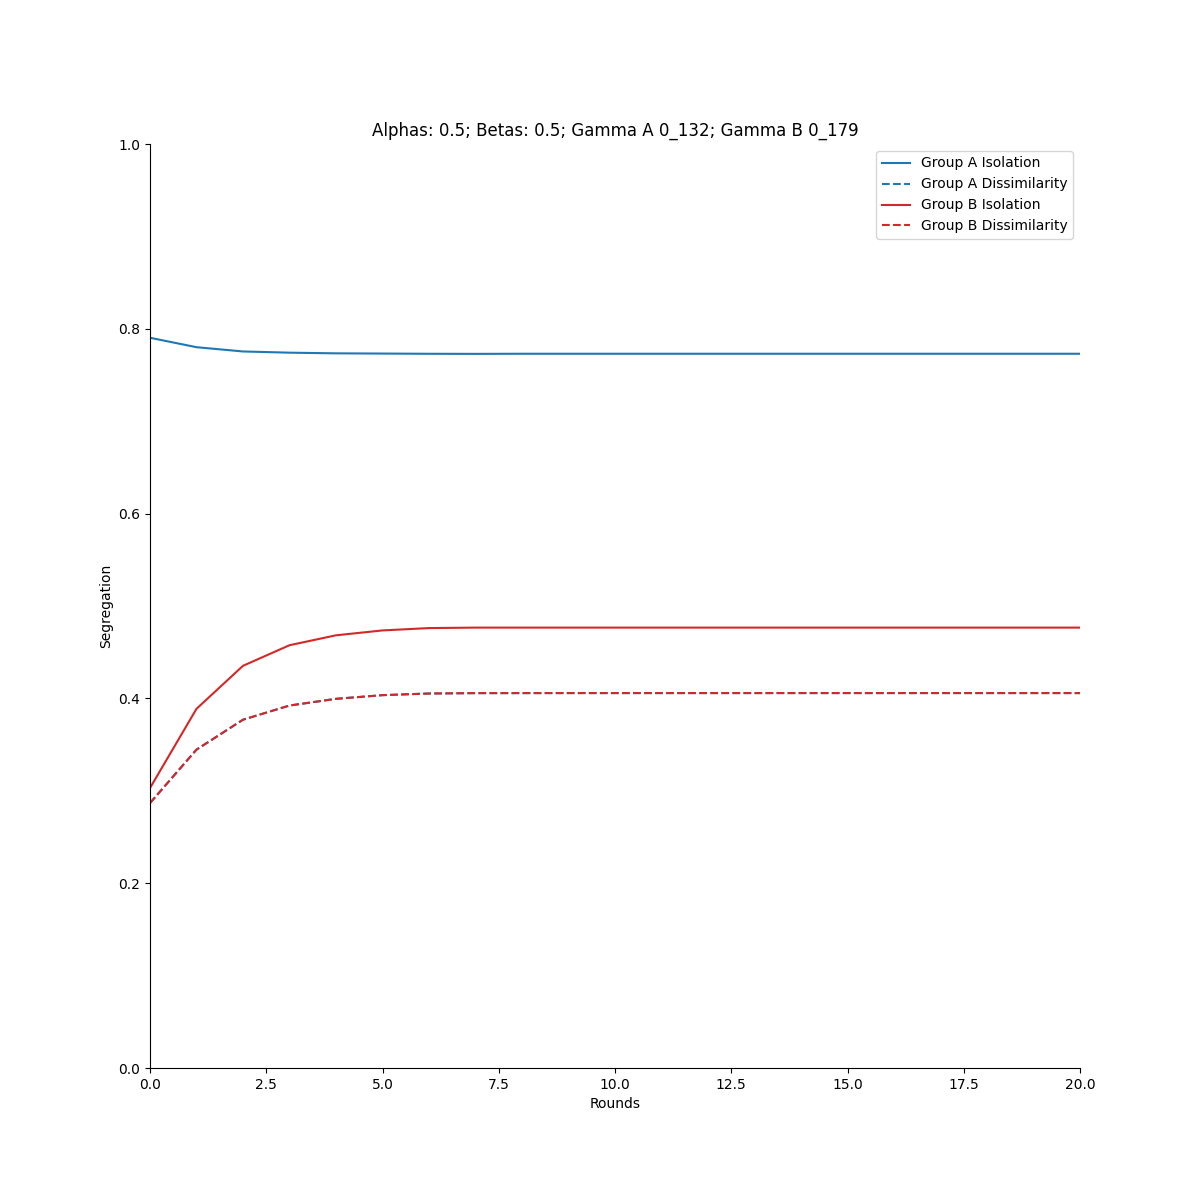 Alphas: 0.5; Betas: 0.5; Gamma A 0_132; Gamma B 0_179
1.0
Group A Isolation
Group A Dissimilarity
Group B Isolation
Group B Dissimilarity
0.8
0.6
Segregation
0.4
0.2
0.0
0.0 2.5 5.0 7.5 10.0 12.5 15.0 17.5 20.0
Rounds